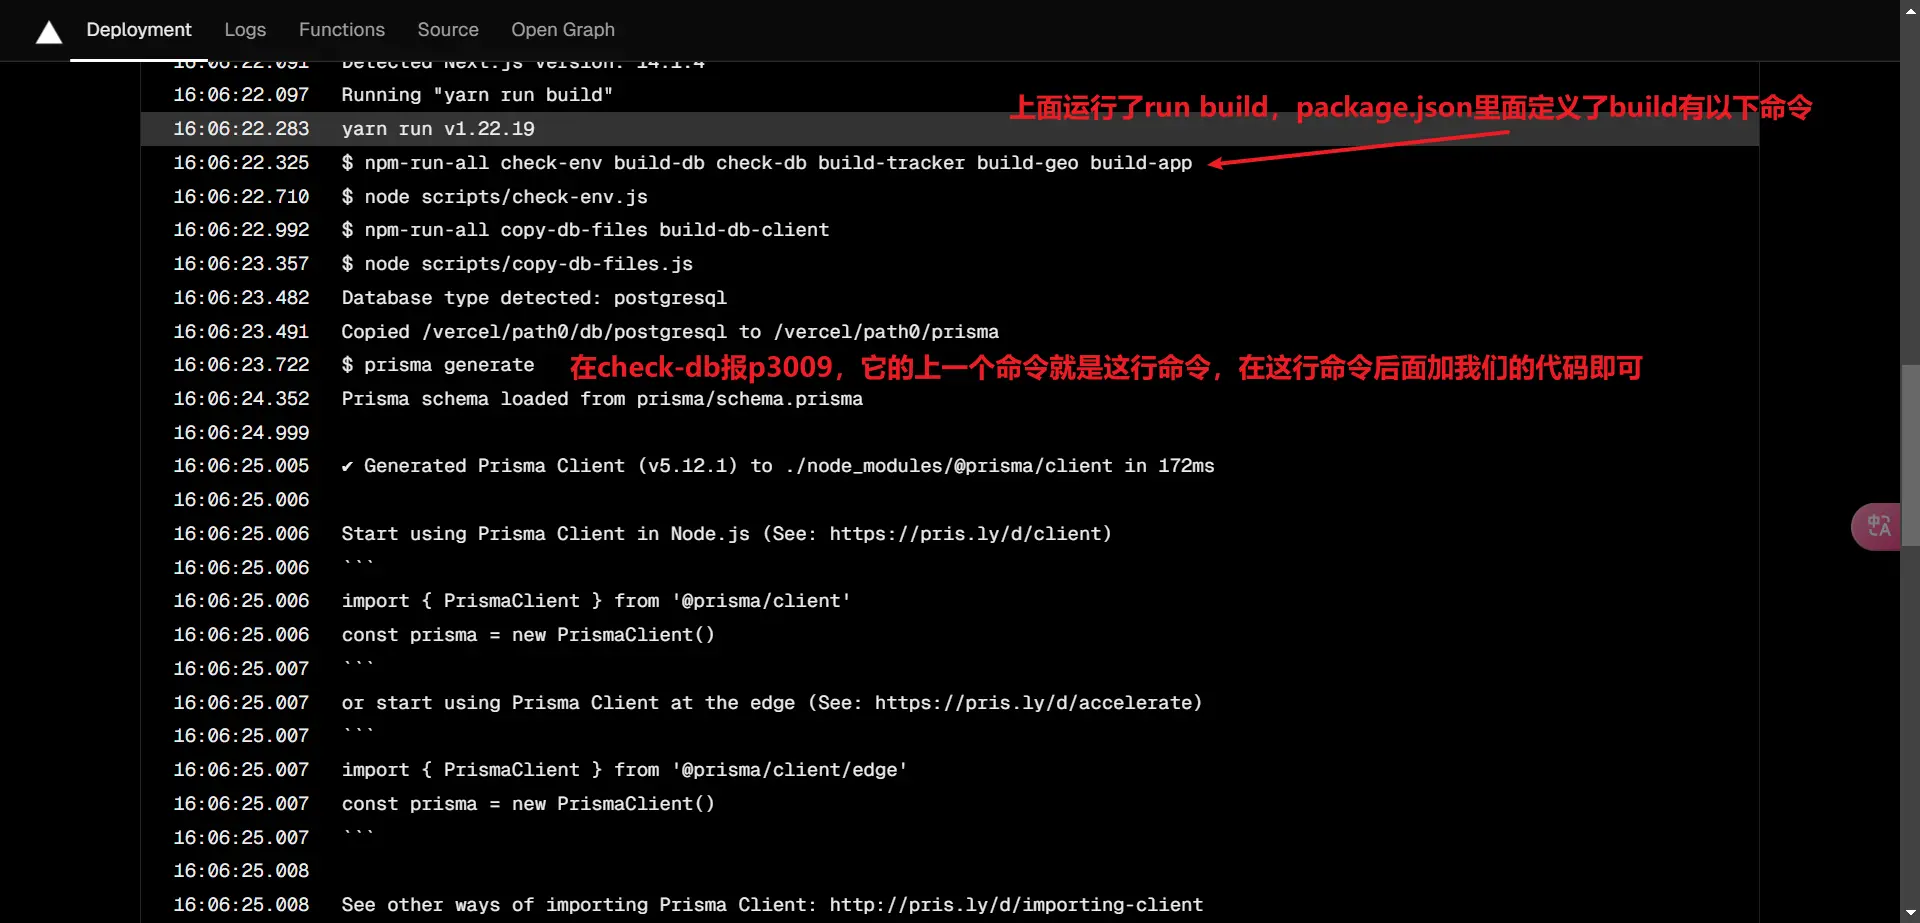 Deployment Logs Functions Source Open Graph
16:06:22.091 Detected Next.js version: 14.1.4
16:06:22.097 Running "yarn run build"
上面运行了run build，package.json里面定义了build有以下命令
16:06:22.283 yarn run v1.22.19
16:06:22.325 $ npm-run-all check-env build-db check-db build-tracker build-geo build-app
16:06:22.710 $ node scripts/check-env.js
16:06:22.992 $ npm-run-all copy-db-files build-db-client
16:06:23.357 $ node scripts/copy-db-files.js
16:06:23.482 Database type detected: postgresql
16:06:23.491 Copied /vercel/path0/db/postgresql to /vercel/path0/prisma
16:06:23.722 $ prisma generate 在check-db报p3009，它的上一个命令就是这行命令，在这行命令后面加我们的代码即可
16:06:24.352 Prisma schema loaded from prisma/schema.prisma
16:06:24.999
16:06:25.005 ✔ Generated Prisma Client (v5.12.1) to ./node_modules/@prisma/client in 172ms
16:06:25.006
16:06:25.006 Start using Prisma Client in Node.js (See: https://pris.ly/d/client)
16:06:25.006 ```
16:06:25.006 import { PrismaClient } from '@prisma/client'
16:06:25.006 const prisma = new PrismaClient()
16:06:25.007 ```
16:06:25.007 or start using Prisma Client at the edge (See: https://pris.ly/d/accelerate)
16:06:25.007 ```
16:06:25.007 import { PrismaClient } from '@prisma/client/edge'
16:06:25.007 const prisma = new PrismaClient()
16:06:25.007 ```
16:06:25.008
16:06:25.008 See other ways of importing Prisma Client: http://pris.ly/d/importing-client
中A